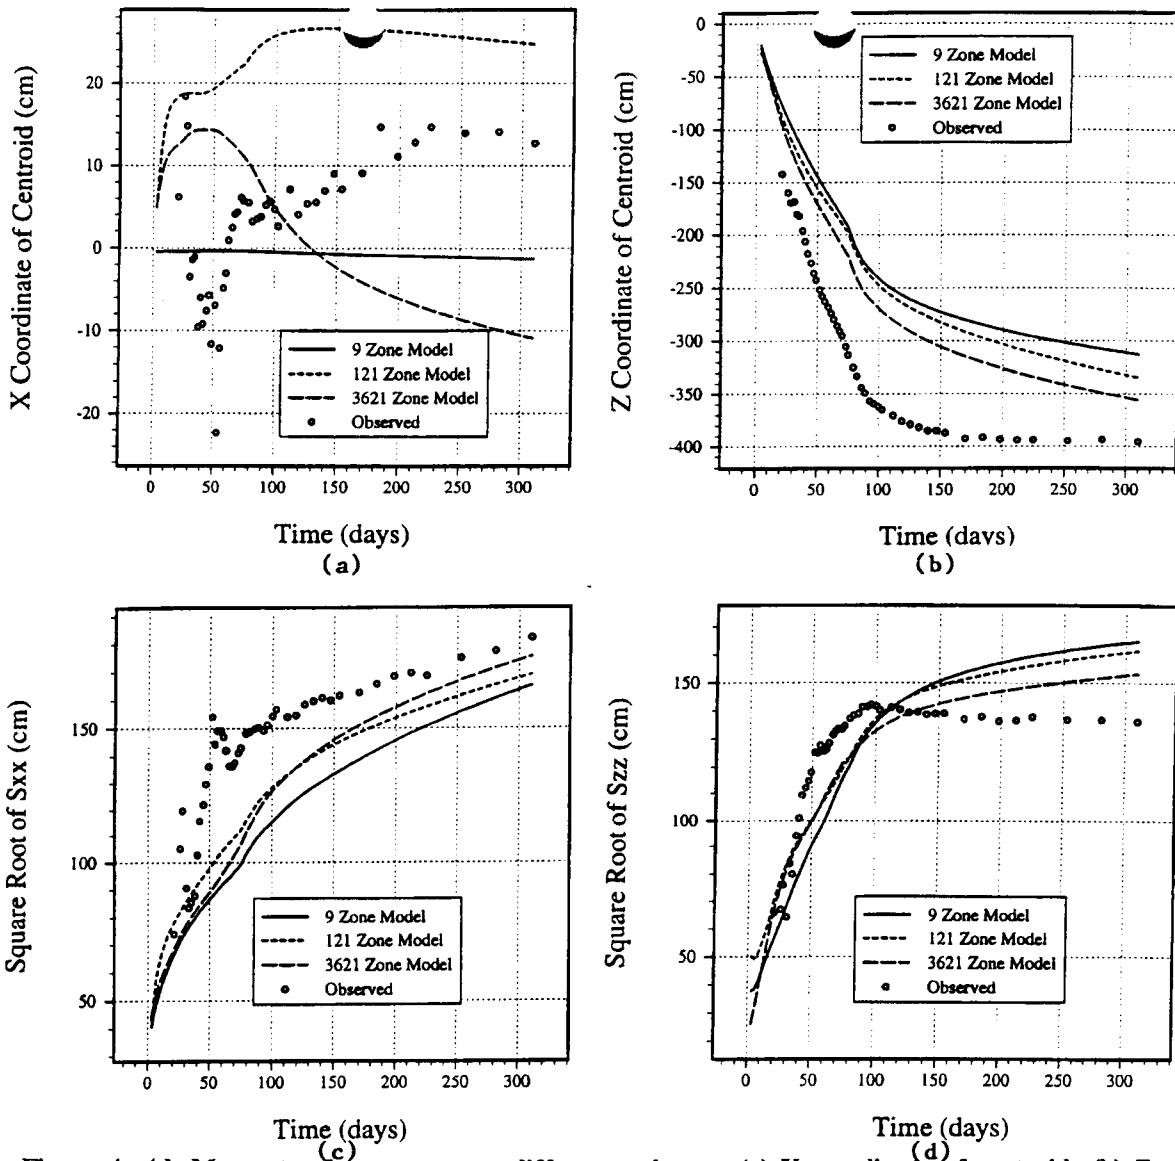 X Coordinate of Centroid (cm)
20
10
0
-10
-20
9 Zone Model
121 Zone Model
3621 Zone Model
Observed
0 50 100 150 200 250 300
Time (days)
(a)
Z Coordinate of Centroid (cm)
0
-50
-100
-150
-200
-250
-300
-350
-400
9 Zone Model
121 Zone Model
3621 Zone Model
Observed
0 50 100 150 200 250 300
Time (days)
(b)
Square Root of Sxx (cm)
150
100
50
9 Zone Model
121 Zone Model
3621 Zone Model
Observed
0 50 100 150 200 250 300
Time (days)
(c)
Square Root of Szz (cm)
150
100
50
9 Zone Model
121 Zone Model
3621 Zone Model
Observed
0 50 100 150 200 250 300
Time (days)
(d)